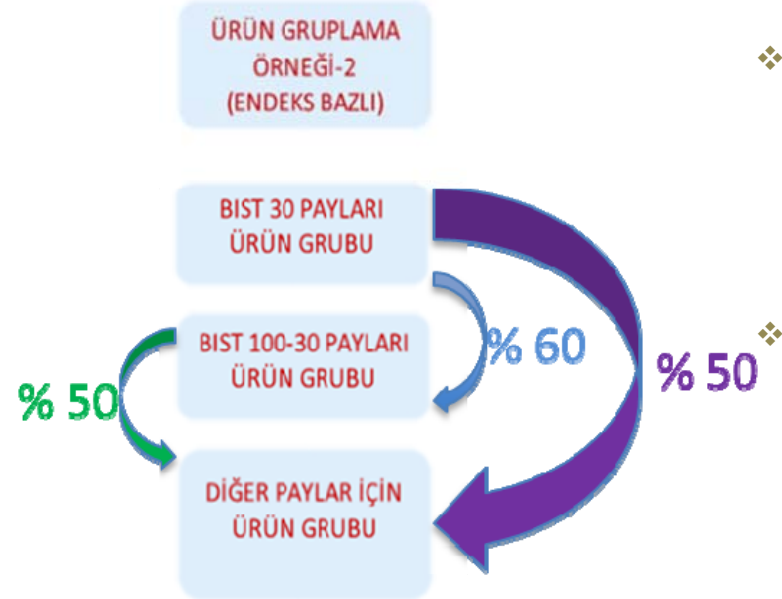 ÜRÜN GRUPLAMA
ÖRNEĞİ-2
(ENDEKS BAZLI)
BIST 30 PAYLARI
ÜRÜN GRUBU
BIST 100-30 PAYLARI
ÜRÜN GRUBU
% 60
% 50
% 50
DİĞER PAYLAR İÇİN
ÜRÜN GRUBU